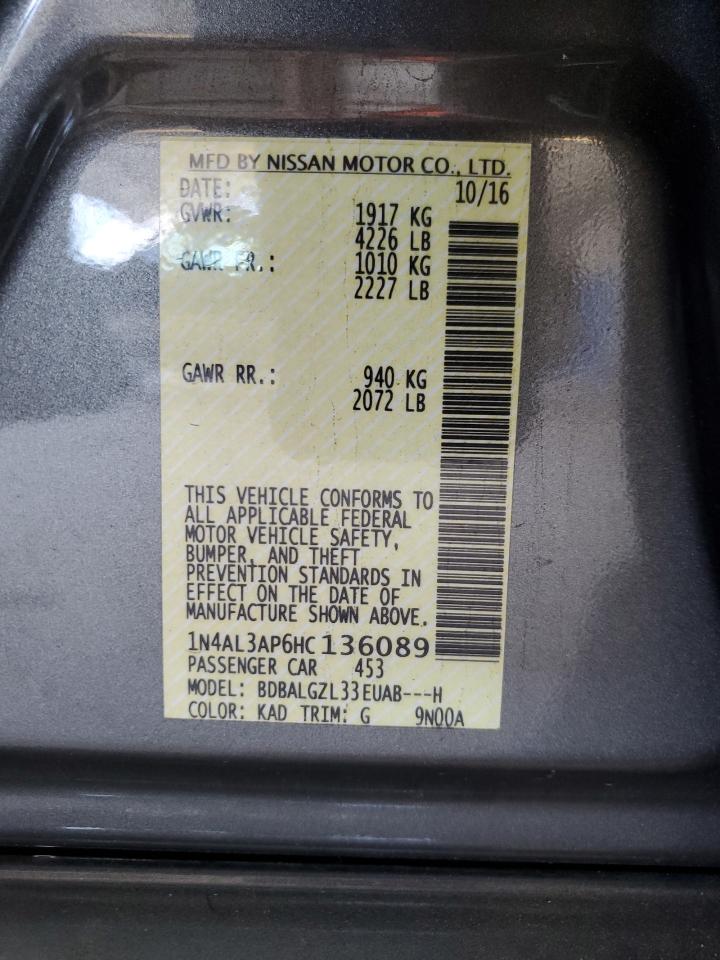 MFD BY NISSAN MOTOR CO., LTD.
DATE: 10/16
GVWR: 1917 KG
4226 LB
GAWR FR.: 1010 KG
2227 LB
GAWR RR.: 940 KG
2072 LB
THIS VEHICLE CONFORMS TO
ALL APPLICABLE FEDERAL
MOTOR VEHICLE SAFETY,
BUMPER, AND THEFT
PREVENTION STANDARDS IN
EFFECT ON THE DATE OF
MANUFACTURE SHOWN ABOVE.
1N4AL3AP6HC136089
PASSENGER CAR 453
MODEL: BDBALGZL33EUAB---H
COLOR: KAD TRIM: G 9N00A